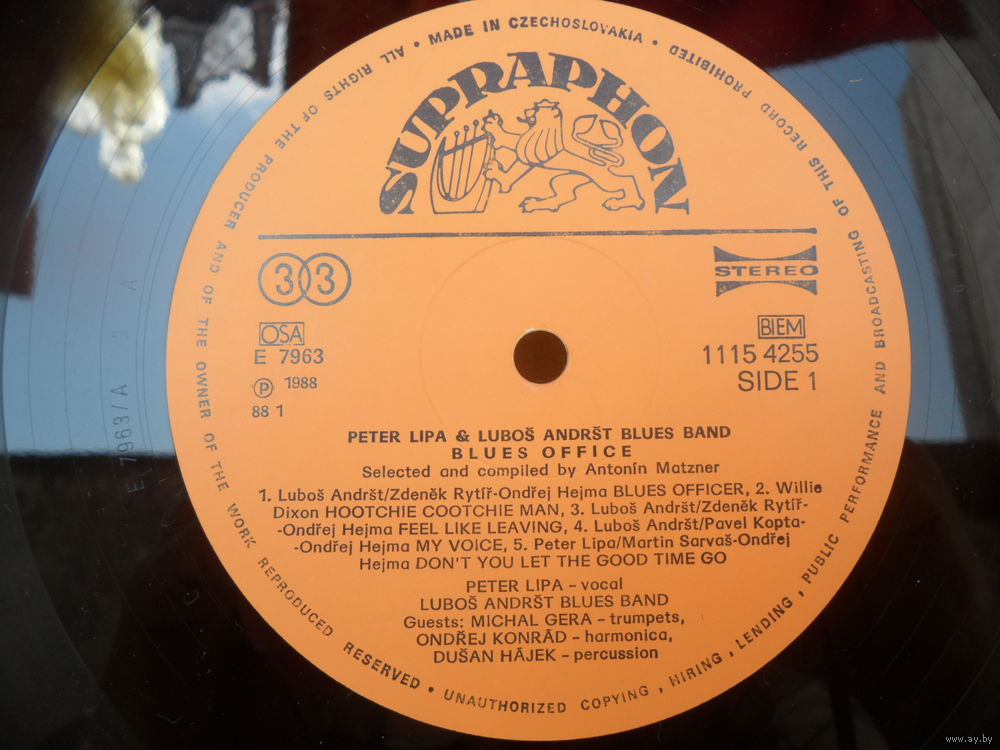 ALL RIGHTS OF THE PRODUCER AND OF THE OWNER OF THE WORK REPRODUCED RESERVED • UNAUTHORIZED COPYING, HIRING, LENDING, PUBLIC PERFORMANCE AND BROADCASTING OF THIS RECORD PROHIBITED • MADE IN CZECHOSLOVAKIA •
SUPRAPHON
33
STEREO
OSA
BIEM
E 7963
1115 4255
Ⓟ 1988
SIDE 1
88 1
PETER LIPA & LUBOŠ ANDRŠT BLUES BAND
BLUES OFFICE
Selected and compiled by Antonín Matzner
1. Luboš Andršt/Zdeněk Rytíř-Ondřej Hejma BLUES OFFICER, 2. Willie
Dixon HOOTCHIE COOTCHIE MAN, 3. Luboš Andršt/Zdeněk Rytíř-
-Ondřej Hejma FEEL LIKE LEAVING, 4. Luboš Andršt/Pavel Kopta-
-Ondřej Hejma MY VOICE, 5. Peter Lipa/Martin Sarvaš-Ondřej
Hejma DON'T YOU LET THE GOOD TIME GO
PETER LIPA – vocal
LUBOŠ ANDRŠT BLUES BAND
Guests: MICHAL GERA – trumpets,
ONDŘEJ KONRÁD – harmonica,
DUŠAN HÁJEK – percussion
E 7963/A
A
www.ay.by